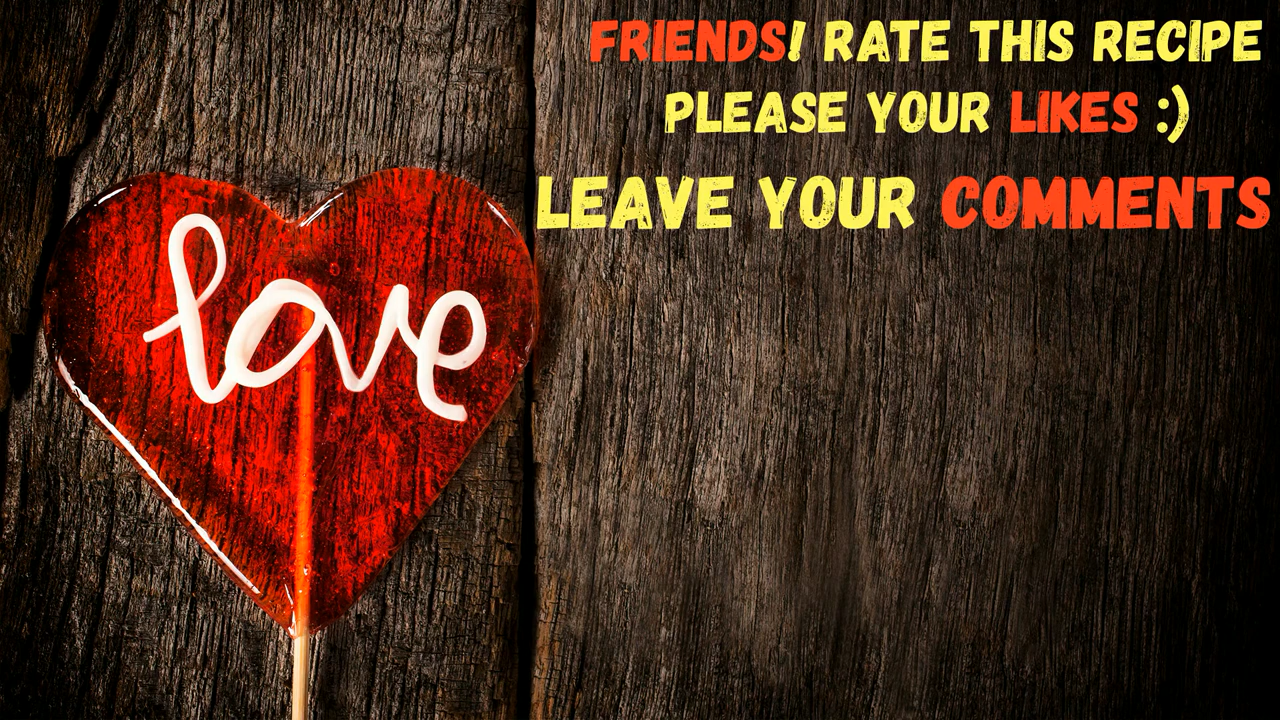 FRIENDS! RATE THIS RECIPE
PLEASE YOUR LIKES :)
LEAVE YOUR COMMENTS
love